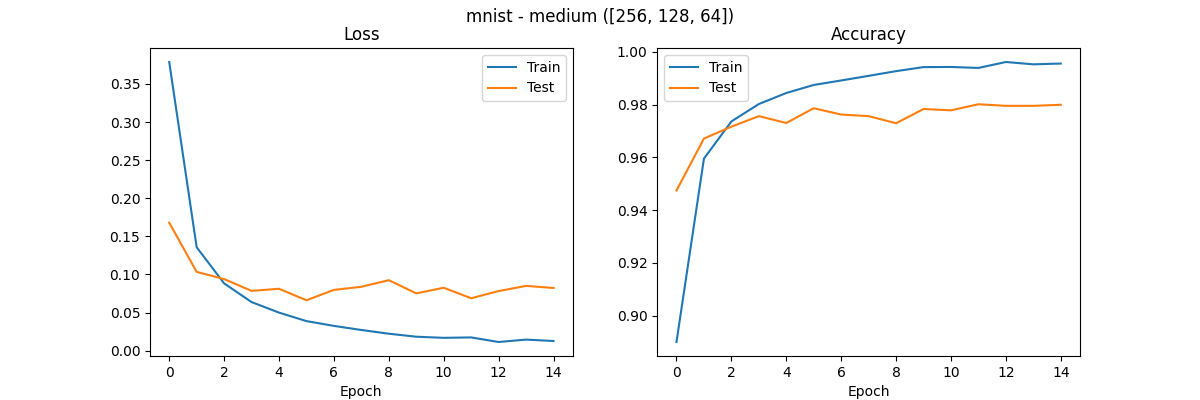 mnist - medium ([256, 128, 64])
Loss
0.35
0.30
0.25
0.20
0.15
0.10
0.05
0.00
Train
Test
0 2 4 6 8 10 12 14
Epoch
Accuracy
1.00
0.98
0.96
0.94
0.92
0.90
Train
Test
0 2 4 6 8 10 12 14
Epoch